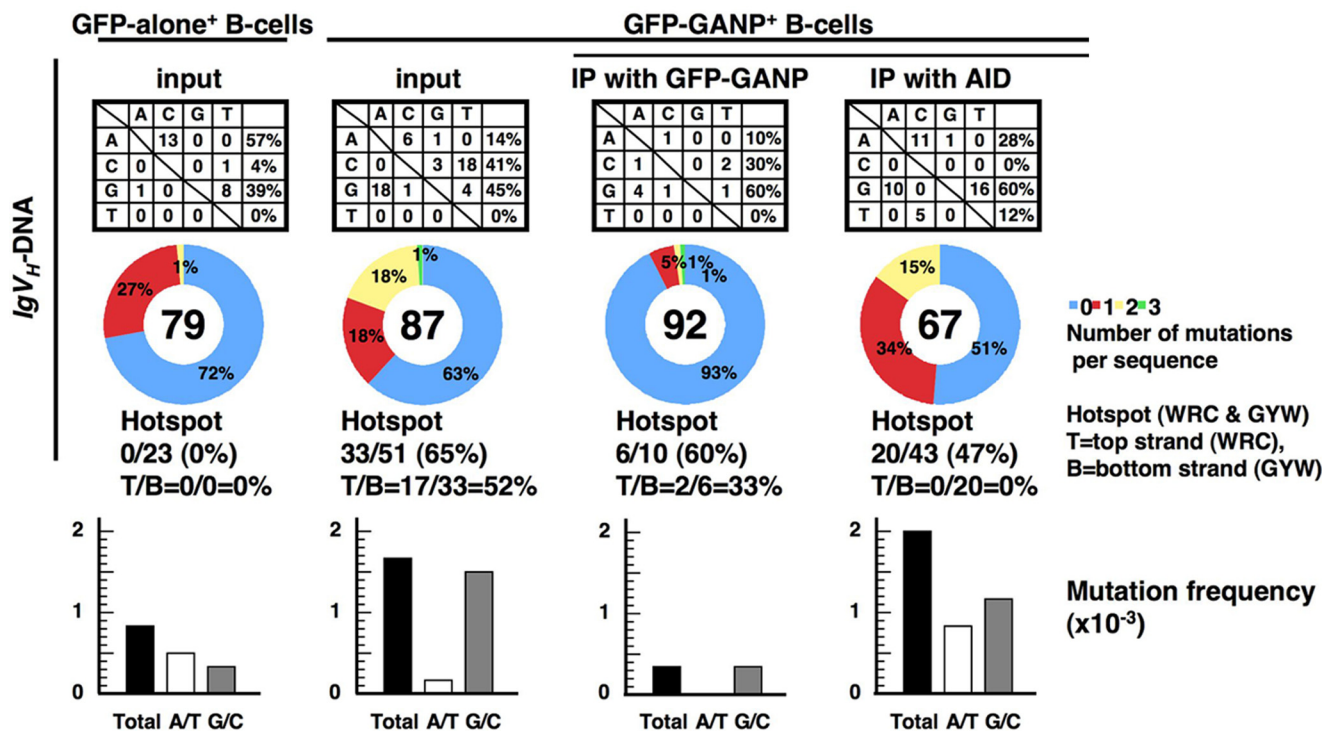 GFP-alone⁺ B-cells
GFP-GANP⁺ B-cells
input
input
IP with GFP-GANP
IP with AID
IgV_H-DNA
A C G T
A 13 0 0 57%
C 0 0 1 4%
G 1 0 8 39%
T 0 0 0 0%
A C G T
A 6 1 0 14%
C 0 3 18 41%
G 18 1 4 45%
T 0 0 0 0%
A C G T
A 1 0 0 10%
C 1 0 2 30%
G 4 1 1 60%
T 0 0 0 0%
A C G T
A 11 1 0 28%
C 0 0 0 0%
G 10 0 16 60%
T 0 5 0 12%
1%
27%
79
72%
1%
18%
18%
87
63%
5% 1%
1%
92
93%
15%
34%
67
51%
0 1 2 3
Number of mutations
per sequence
Hotspot (WRC & GYW)
T=top strand (WRC),
B=bottom strand (GYW)
Hotspot
0/23 (0%)
T/B=0/0=0%
Hotspot
33/51 (65%)
T/B=17/33=52%
Hotspot
6/10 (60%)
T/B=2/6=33%
Hotspot
20/43 (47%)
T/B=0/20=0%
2
1
0
Total A/T G/C
2
1
0
Total A/T G/C
2
1
0
Total A/T G/C
2
1
0
Total A/T G/C
Mutation frequency
(x10⁻³)